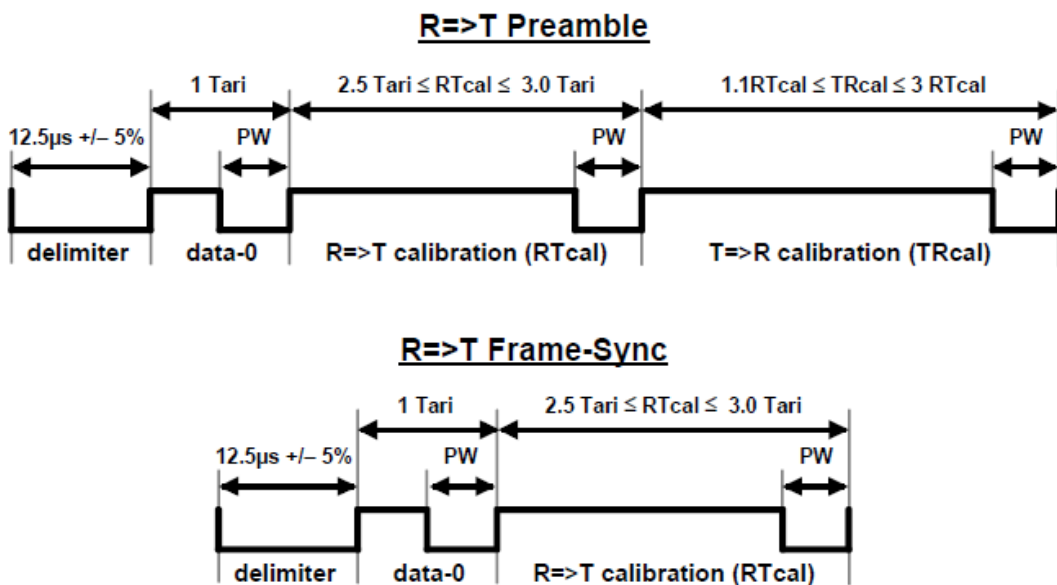 R=>T Preamble
1 Tari
2.5 Tari ≤ RTcal ≤ 3.0 Tari
1.1RTcal ≤ TRcal ≤ 3 RTcal
12.5µs +/– 5%
PW
PW
PW
delimiter
data-0
R=>T calibration (RTcal)
T=>R calibration (TRcal)
R=>T Frame-Sync
1 Tari
2.5 Tari ≤ RTcal ≤ 3.0 Tari
12.5µs +/– 5%
PW
PW
delimiter
data-0
R=>T calibration (RTcal)